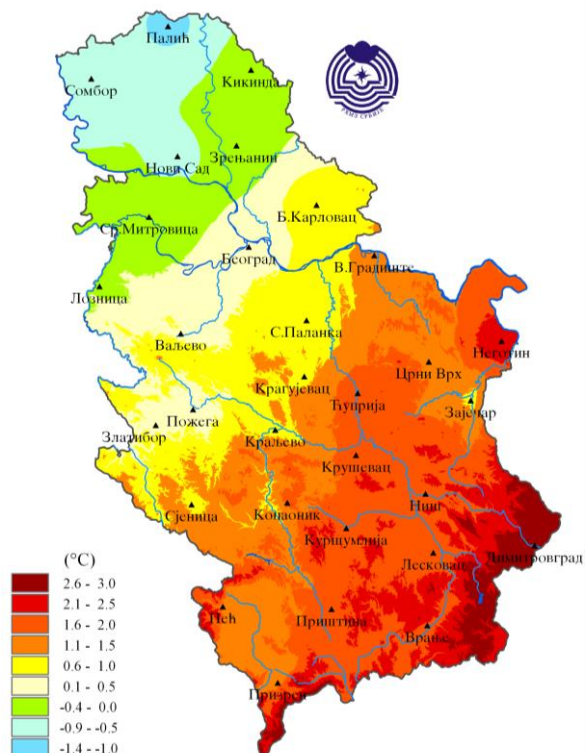 Палић
Кикинда
Сомбор
Зрењанин
Нови Сад
Б.Карловац
Ср.Митровица
Београд
В.Градиште
Лозница
С.Паланка
Ваљево
Неготин
Црни Врх
Крагујевац
Ћуприја
Зајечар
Пожега
Златибор
Краљево
Крушевац
Ниш
Сјеница
Копаоник
Куршумлија
Димитровград
Лесковац
Пећ
Приштина
Врање
Призрен
(°C)
2.6 - 3.0
2.1 - 2.5
1.6 - 2.0
1.1 - 1.5
0.6 - 1.0
0.1 - 0.5
-0.4 - 0.0
-0.9 - -0.5
-1.4 - -1.0